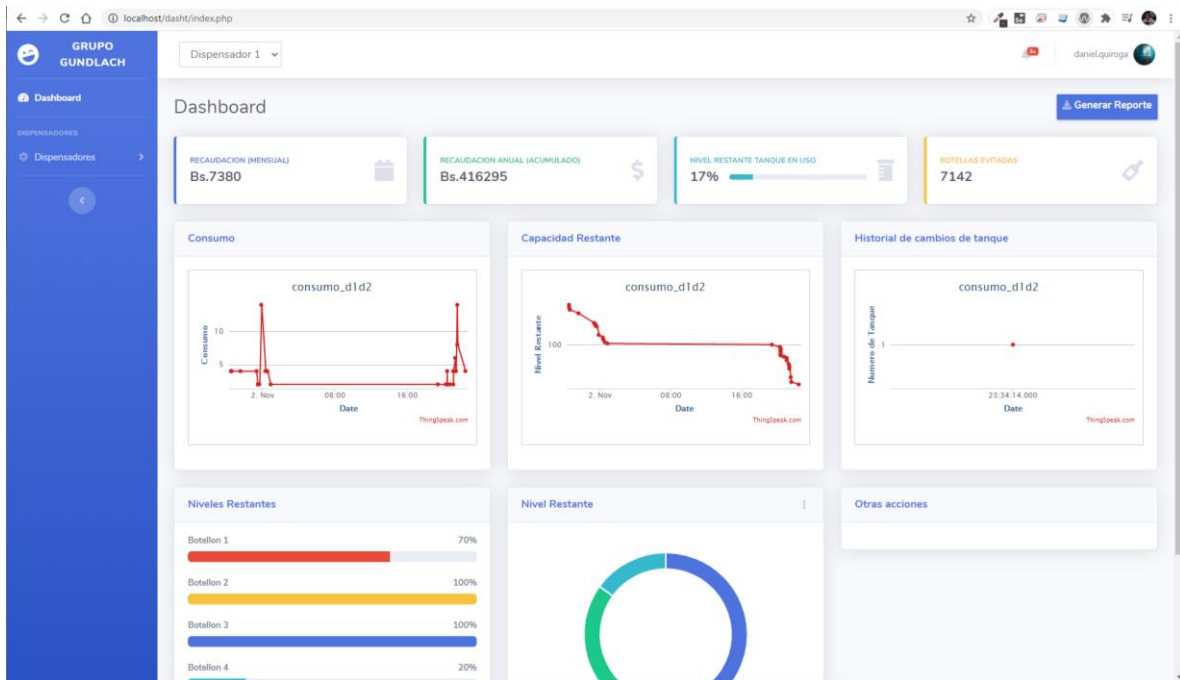 localhost/dasht/index.php
GRUPO
GUNDLACH
Dashboard
DISPENSADORES
Dispensadores
Dispensador 1
daniel.quiroga
Dashboard
Generar Reporte
RECAUDACION (MENSUAL)
Bs.7380
RECAUDACION ANUAL (ACUMULADO)
Bs.416295
NIVEL RESTANTE TANQUE EN USO
17%
BOTELLAS EVITADAS
7142
Consumo
consumo_d1d2
Consumo
10
5
2. Nov
08:00
16:00
Date
ThingSpeak.com
Capacidad Restante
consumo_d1d2
Nivel Restante
100
2. Nov
08:00
16:00
Date
ThingSpeak.com
Historial de cambios de tanque
consumo_d1d2
Numero de Tanque
1
23:34:14.000
Date
ThingSpeak.com
Niveles Restantes
Botellon 1 70%
Botellon 2 100%
Botellon 3 100%
Botellon 4 20%
Nivel Restante
Otras acciones